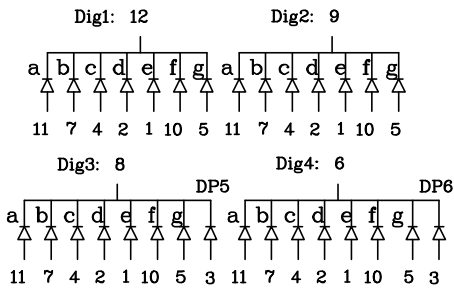 Dig1: 12 Dig2: 9
a b c d e f g a b c d e f g
11 7 4 2 1 10 5 11 7 4 2 1 10 5
Dig3: 8 Dig4: 6
DP5 DP6
a b c d e f g a b c d e f g
11 7 4 2 1 10 5 3 11 7 4 2 1 10 5 3